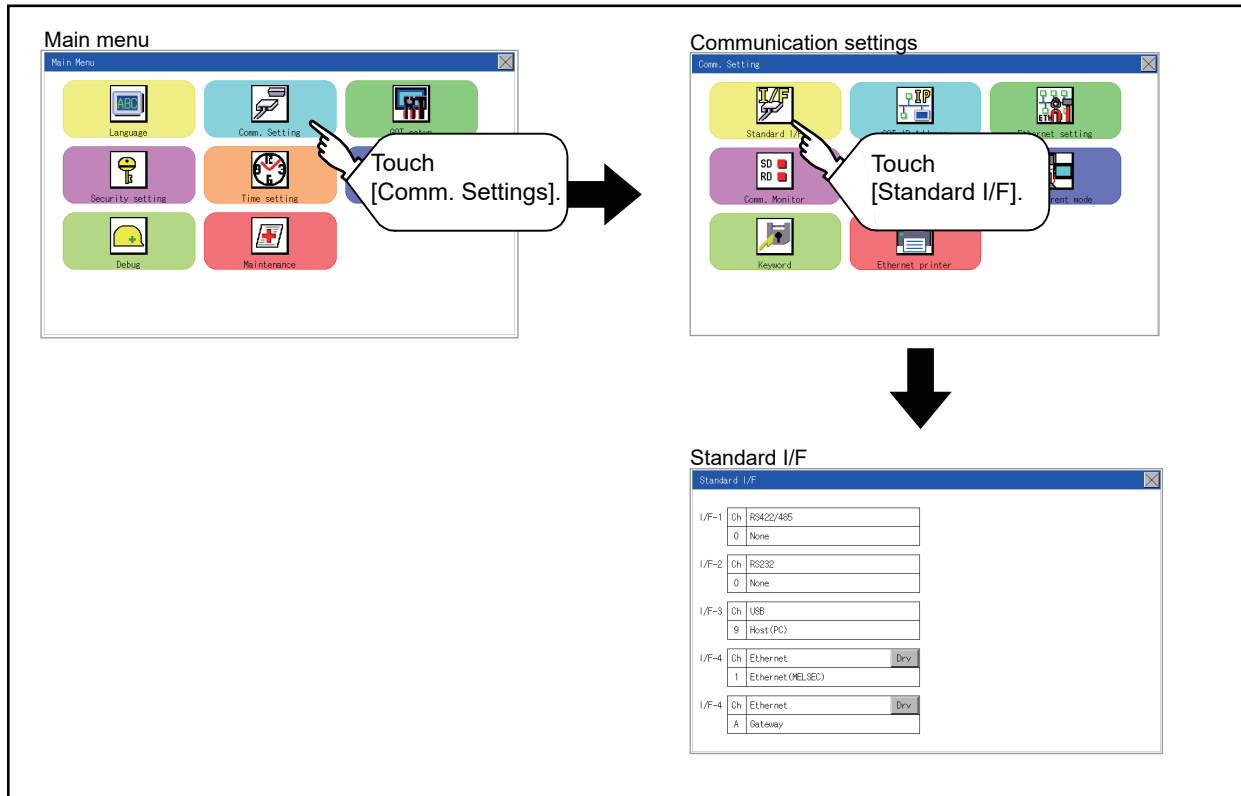 Main menu
Main Menu
ABC
Language
Comm. Setting
Security setting
Time setting
Debug
Maintenance
Touch
[Comm. Settings].
Communication settings
Comm. Setting
I/F
Standard I/F
IP
ETH
Ethernet setting
SD
RD
Comm. Monitor
Keyword
Ethernet printer
Touch
[Standard I/F].
Standard I/F
Standard I/F
I/F-1 Ch RS422/485
0 None
I/F-2 Ch RS232
0 None
I/F-3 Ch USB
9 Host(PC)
I/F-4 Ch Ethernet Drv
1 Ethernet(MELSEC)
I/F-4 Ch Ethernet Drv
A Gateway